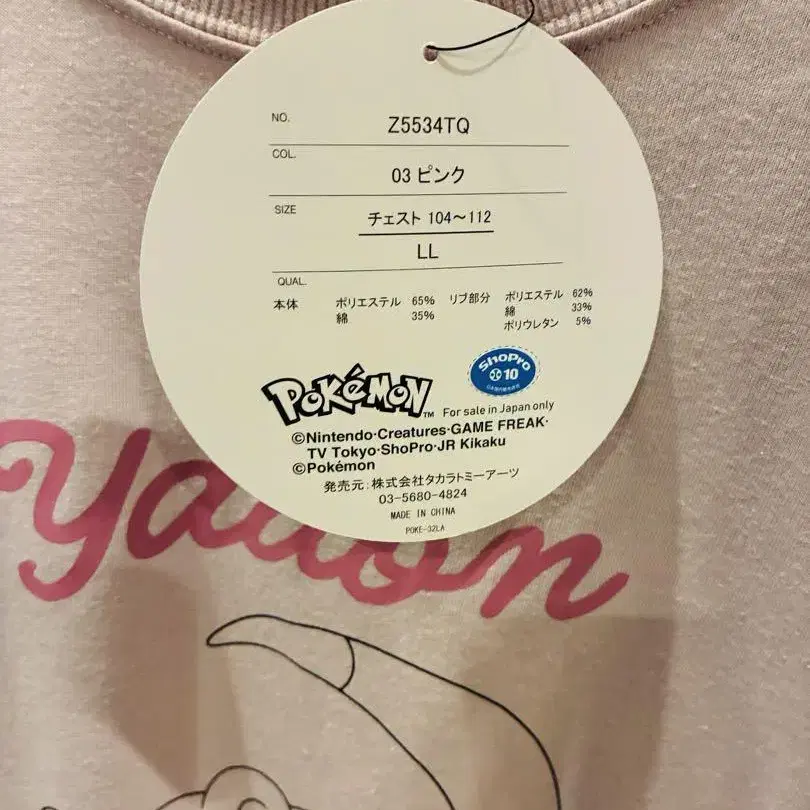 NO. Z5534TQ
COL. 03 ピンク
SIZE チェスト 104～112
LL
QUAL.
本体 ポリエステル 65% リブ部分 ポリエステル 62%
綿 35% 綿 33%
ポリウレタン 5%
POKéMON™ ShoPro 10
For sale in Japan only
©Nintendo·Creatures·GAME FREAK·
TV Tokyo·ShoPro·JR Kikaku
©Pokémon
発売元：株式会社タカラトミーアーツ
03-5680-4824
MADE IN CHINA
POKE-32LA
Yadon